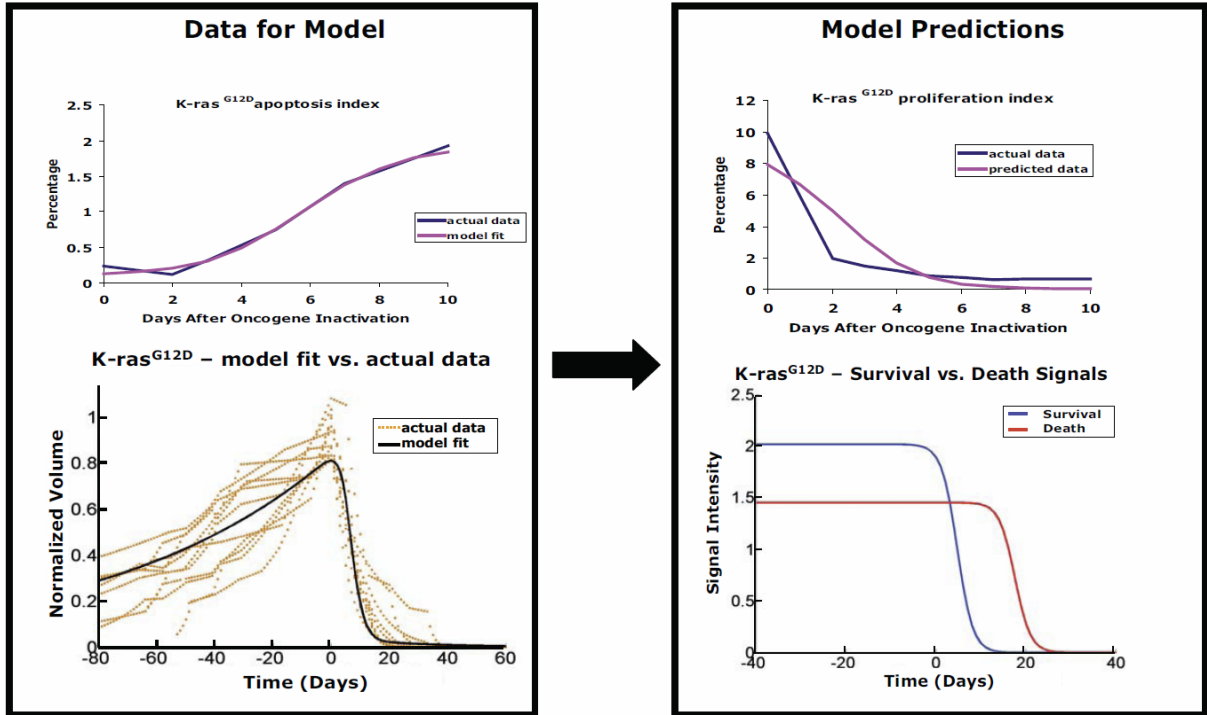 Data for Model
K-ras G12D apoptosis index
2.5
2
1.5
1
0.5
0
Percentage
actual data
model fit
0 2 4 6 8 10
Days After Oncogene Inactivation
K-rasG12D – model fit vs. actual data
1
0.8
0.6
0.4
0.2
0
Normalized Volume
actual data
model fit
-80 -60 -40 -20 0 20 40 60
Time (Days)
Model Predictions
K-ras G12D proliferation index
12
10
8
6
4
2
0
Percentage
actual data
predicted data
0 2 4 6 8 10
Days After Oncogene Inactivation
K-rasG12D – Survival vs. Death Signals
2.5
2
1.5
1
0.5
0
Signal Intensity
Survival
Death
-40 -20 0 20 40
Time (Days)